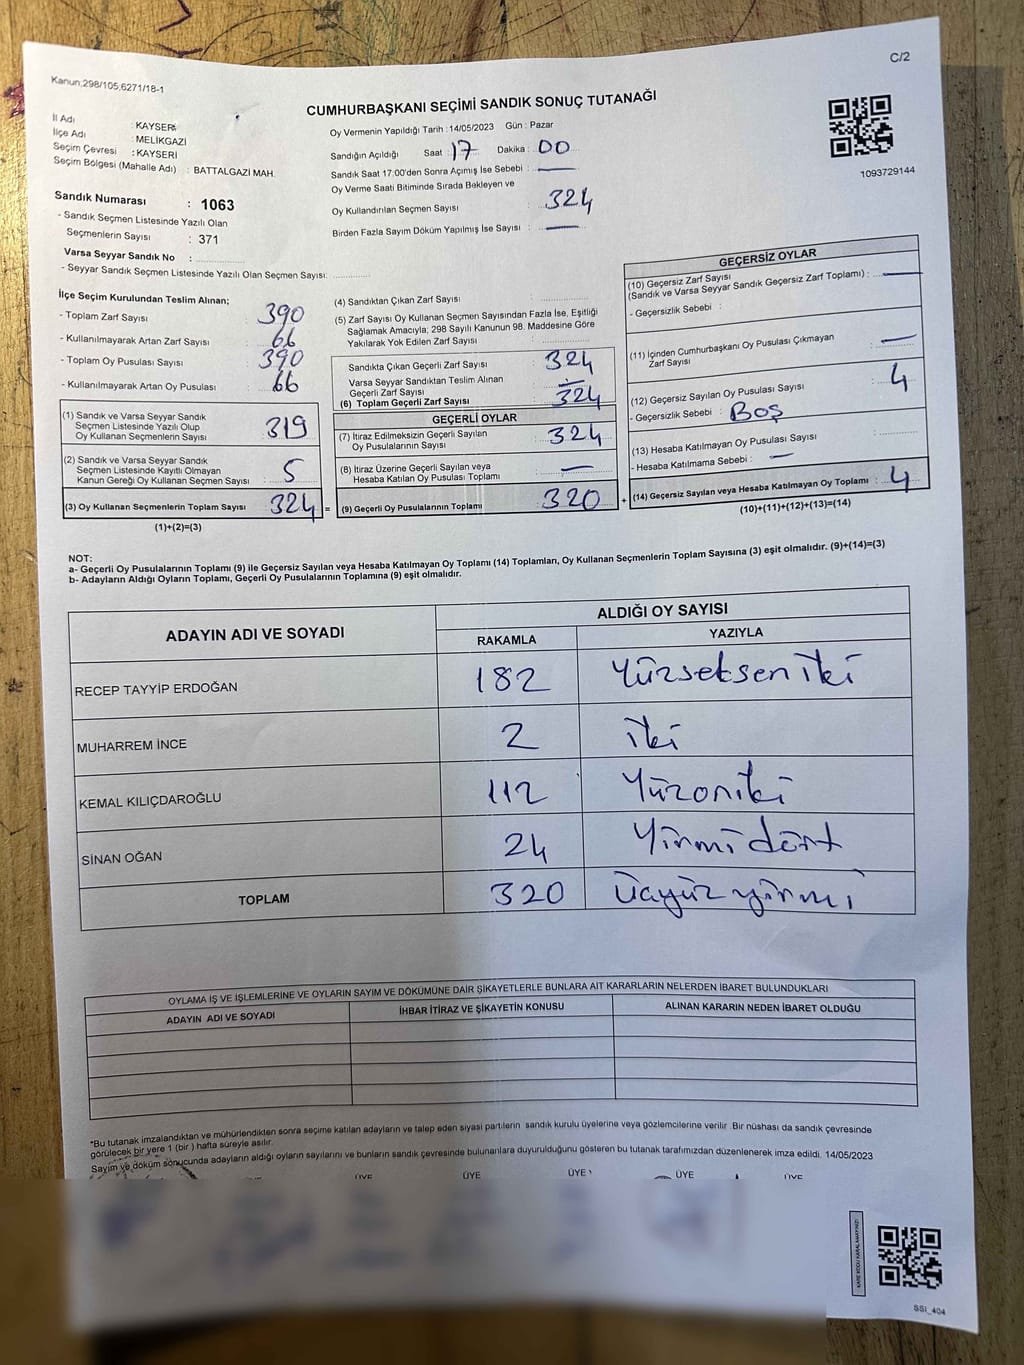 Kanun;298/105,6271/18-1
C/2
CUMHURBAŞKANI SEÇİMİ SANDIK SONUÇ TUTANAĞI
İl Adı : KAYSERİ
İlçe Adı : MELİKGAZİ
Seçim Çevresi : KAYSERİ
Seçim Bölgesi (Mahalle Adı) : BATTALGAZİ MAH.
Oy Vermenin Yapıldığı Tarih :14/05/2023 Gün : Pazar
Sandığın Açıldığı Saat : 17 Dakika : 00
Sandık Saat 17:00'den Sonra Açımış İse Sebebi : —
Oy Verme Saati Bitiminde Sırada Bekleyen ve
Oy Kullandırılan Seçmen Sayısı : 324
Birden Fazla Sayım Döküm Yapılmış İse Sayısı : —
1093729144
Sandık Numarası : 1063
- Sandık Seçmen Listesinde Yazılı Olan
Seçmenlerin Sayısı : 371
Varsa Seyyar Sandık No :
- Seyyar Sandık Seçmen Listesinde Yazılı Olan Seçmen Sayısı:
İlçe Seçim Kurulundan Teslim Alınan;
- Toplam Zarf Sayısı : 390
- Kullanılmayarak Artan Zarf Sayısı : 66
- Toplam Oy Pusulası Sayısı : 390
- Kullanılmayarak Artan Oy Pusulası : 66
(1) Sandık ve Varsa Seyyar Sandık
Seçmen Listesinde Yazılı Olup
Oy Kullanan Seçmenlerin Sayısı : 319
(2) Sandık ve Varsa Seyyar Sandık
Seçmen Listesinde Kayıtlı Olmayan
Kanun Gereği Oy Kullanan Seçmen Sayısı : 5
(3) Oy Kullanan Seçmenlerin Toplam Sayısı : 324 =
(1)+(2)=(3)
(4) Sandıktan Çıkan Zarf Sayısı :
(5) Zarf Sayısı Oy Kullanan Seçmen Sayısından Fazla İse, Eşitliği
Sağlamak Amacıyla; 298 Sayılı Kanunun 98. Maddesine Göre
Yakılarak Yok Edilen Zarf Sayısı :
Sandıkta Çıkan Geçerli Zarf Sayısı : 324
Varsa Seyyar Sandıktan Teslim Alınan
Geçerli Zarf Sayısı : —
(6) Toplam Geçerli Zarf Sayısı : 324
GEÇERLİ OYLAR
(7) İtiraz Edilmeksizin Geçerli Sayılan
Oy Pusulalarının Sayısı : 324
(8) İtiraz Üzerine Geçerli Sayılan veya
Hesaba Katılan Oy Pusulası Toplamı : —
(9) Geçerli Oy Pusulalarının Toplamı : 320 +
GEÇERSİZ OYLAR
(10) Geçersiz Zarf Sayısı
(Sandık ve Varsa Seyyar Sandık Geçersiz Zarf Toplamı) : —
- Geçersizlik Sebebi :
(11) İçinden Cumhurbaşkanı Oy Pusulası Çıkmayan
Zarf Sayısı : —
(12) Geçersiz Sayılan Oy Pusulası Sayısı : 4
- Geçersizlik Sebebi : Boş
(13) Hesaba Katılmayan Oy Pusulası Sayısı :
- Hesaba Katılmama Sebebi : —
(14) Geçersiz Sayılan veya Hesaba Katılmayan Oy Toplamı : 4
(10)+(11)+(12)+(13)=(14)
NOT:
a- Geçerli Oy Pusulalarının Toplamı (9) ile Geçersiz Sayılan veya Hesaba Katılmayan Oy Toplamı (14) Toplamları, Oy Kullanan Seçmenlerin Toplam Sayısına (3) eşit olmalıdır. (9)+(14)=(3)
b- Adayların Aldığı Oyların Toplamı, Geçerli Oy Pusulalarının Toplamına (9) eşit olmalıdır.
ADAYIN ADI VE SOYADI
ALDIĞI OY SAYISI
RAKAMLA YAZIYLA
RECEP TAYYİP ERDOĞAN 182 Yüzseksen iki
MUHARREM İNCE 2 iki
KEMAL KILIÇDAROĞLU 112 Yüzoniki
SİNAN OĞAN 24 Yirmi dört
TOPLAM 320 Üçyüz yirmi
OYLAMA İŞ VE İŞLEMLERİNE VE OYLARIN SAYIM VE DÖKÜMÜNE DAİR ŞİKAYETLERLE BUNLARA AİT KARARLARIN NELERDEN İBARET BULUNDUKLARI
ADAYIN ADI VE SOYADI İHBAR İTİRAZ VE ŞİKAYETİN KONUSU ALINAN KARARIN NEDEN İBARET OLDUĞU
*Bu tutanak imzalandıktan ve mühürlendikten sonra seçime katılan adayların ve talep eden siyasi partilerin sandık kurulu üyelerine veya gözlemcilerine verilir. Bir nüshası da sandık çevresinde
görülecek bir yere 1 (bir ) hafta süreyle asılır.
Sayım ve döküm sonucunda adayların aldığı oyların sayılarını ve bunların sandık çevresinde bulunanlara duyurulduğunu gösteren bu tutanak tarafımızdan düzenlenerek imza edildi. 14/05/2023
ÜYE ÜYE ÜYE ÜYE ÜYE
SSI_404